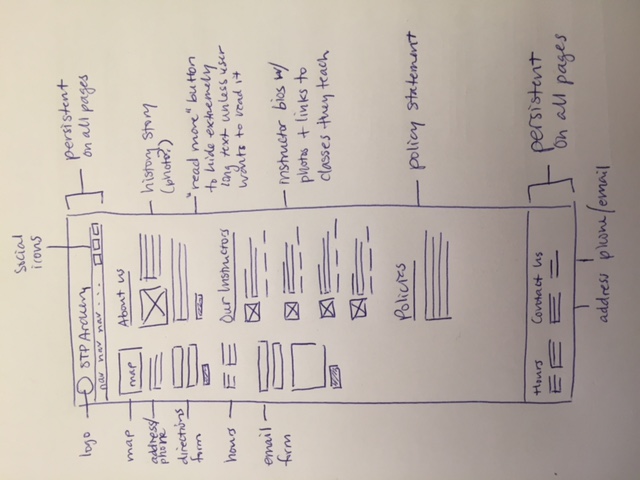 Social
icons
logo
STP Archery
nav nav nav . . .
persistent
on all pages
map
map
address/
phone
directions
form
hours
email
form
About us
history story
(photo?)
"read more" button
to hide extremely
long text unless user
wants to read it
Our Instructors
instructor bios w/
photos + links to
classes they teach
Policies
policy statement
Hours
Contact Us
persistent
on all pages
address
phone/email